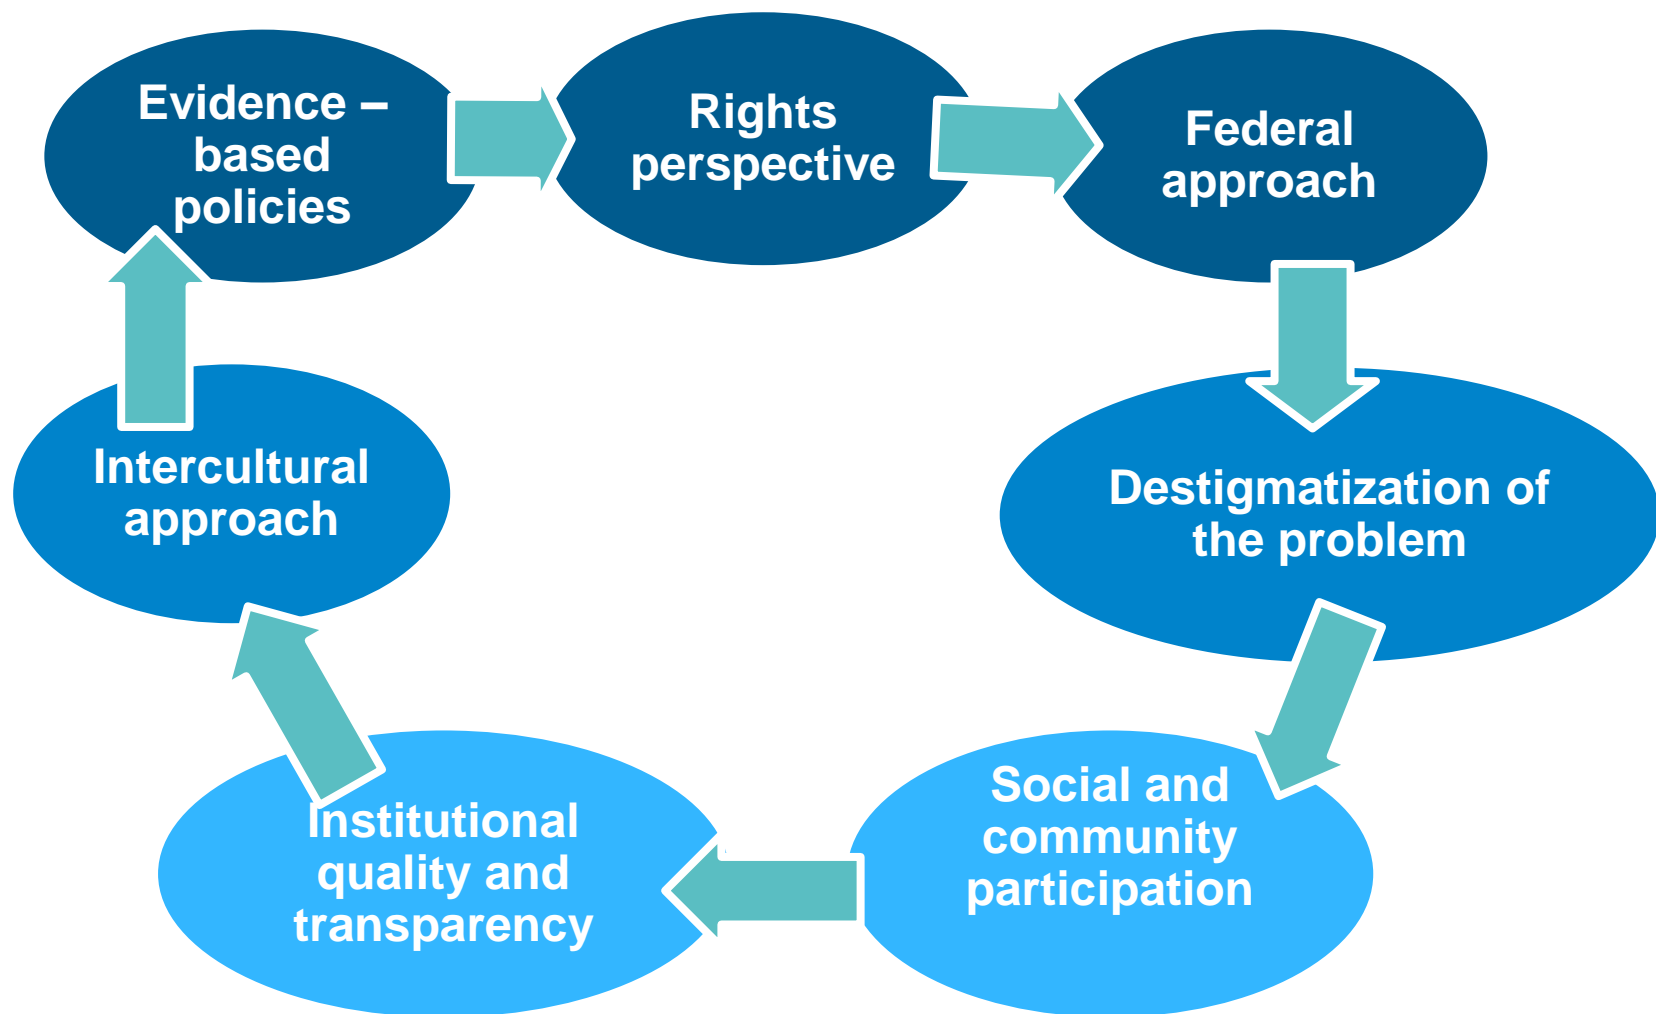 Evidence –
based
policies
Rights
perspective
Federal
approach
Destigmatization of
the problem
Social and
community
participation
Institutional
quality and
transparency
Intercultural
approach